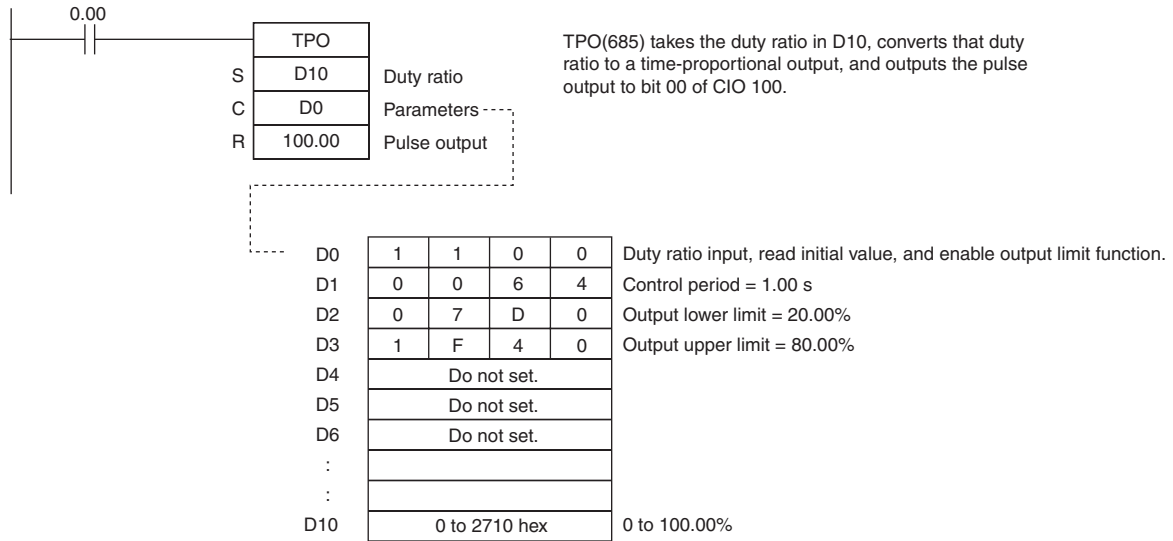 0.00
TPO
S D10 Duty ratio
C D0 Parameters
R 100.00 Pulse output
TPO(685) takes the duty ratio in D10, converts that duty
ratio to a time-proportional output, and outputs the pulse
output to bit 00 of CIO 100.
D0 1 1 0 0 Duty ratio input, read initial value, and enable output limit function.
D1 0 0 6 4 Control period = 1.00 s
D2 0 7 D 0 Output lower limit = 20.00%
D3 1 F 4 0 Output upper limit = 80.00%
D4 Do not set.
D5 Do not set.
D6 Do not set.
:
:
D10 0 to 2710 hex 0 to 100.00%